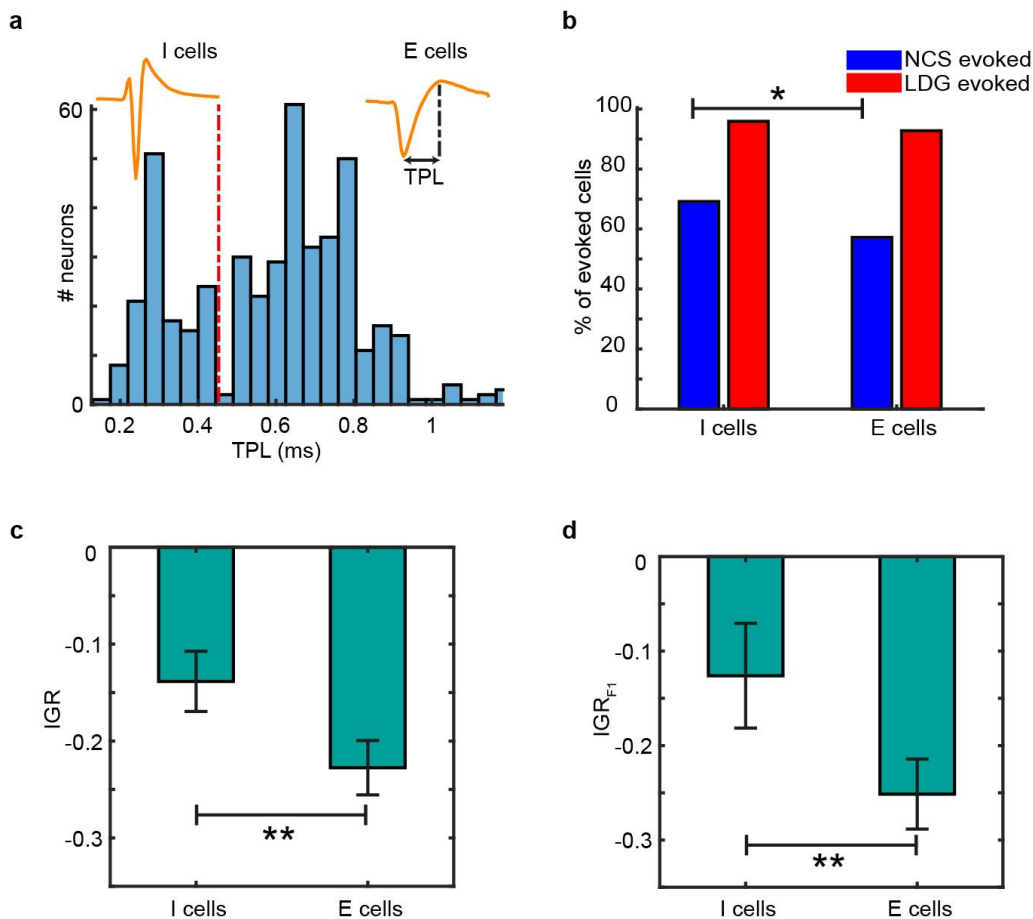 a
I cells
E cells
TPL
60
0
# neurons
0.2 0.4 0.6 0.8 1
TPL (ms)
b
NCS evoked
LDG evoked
*
100
80
60
40
20
0
% of evoked cells
I cells E cells
c
0
-0.1
-0.2
-0.3
IGR
**
I cells E cells
d
0
-0.1
-0.2
-0.3
IGRF1
**
I cells E cells